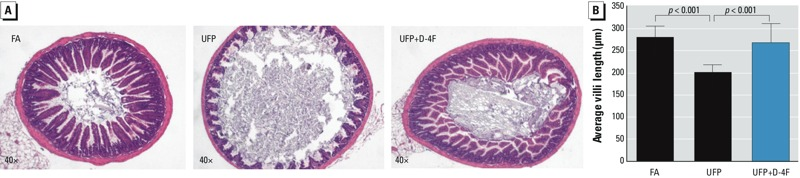 A
FA
40×
UFP
40×
UFP+D-4F
40×
B
Average villi length (μm)
350
300
250
200
150
100
50
0
p < 0.001
p < 0.001
FA
UFP
UFP+D-4F